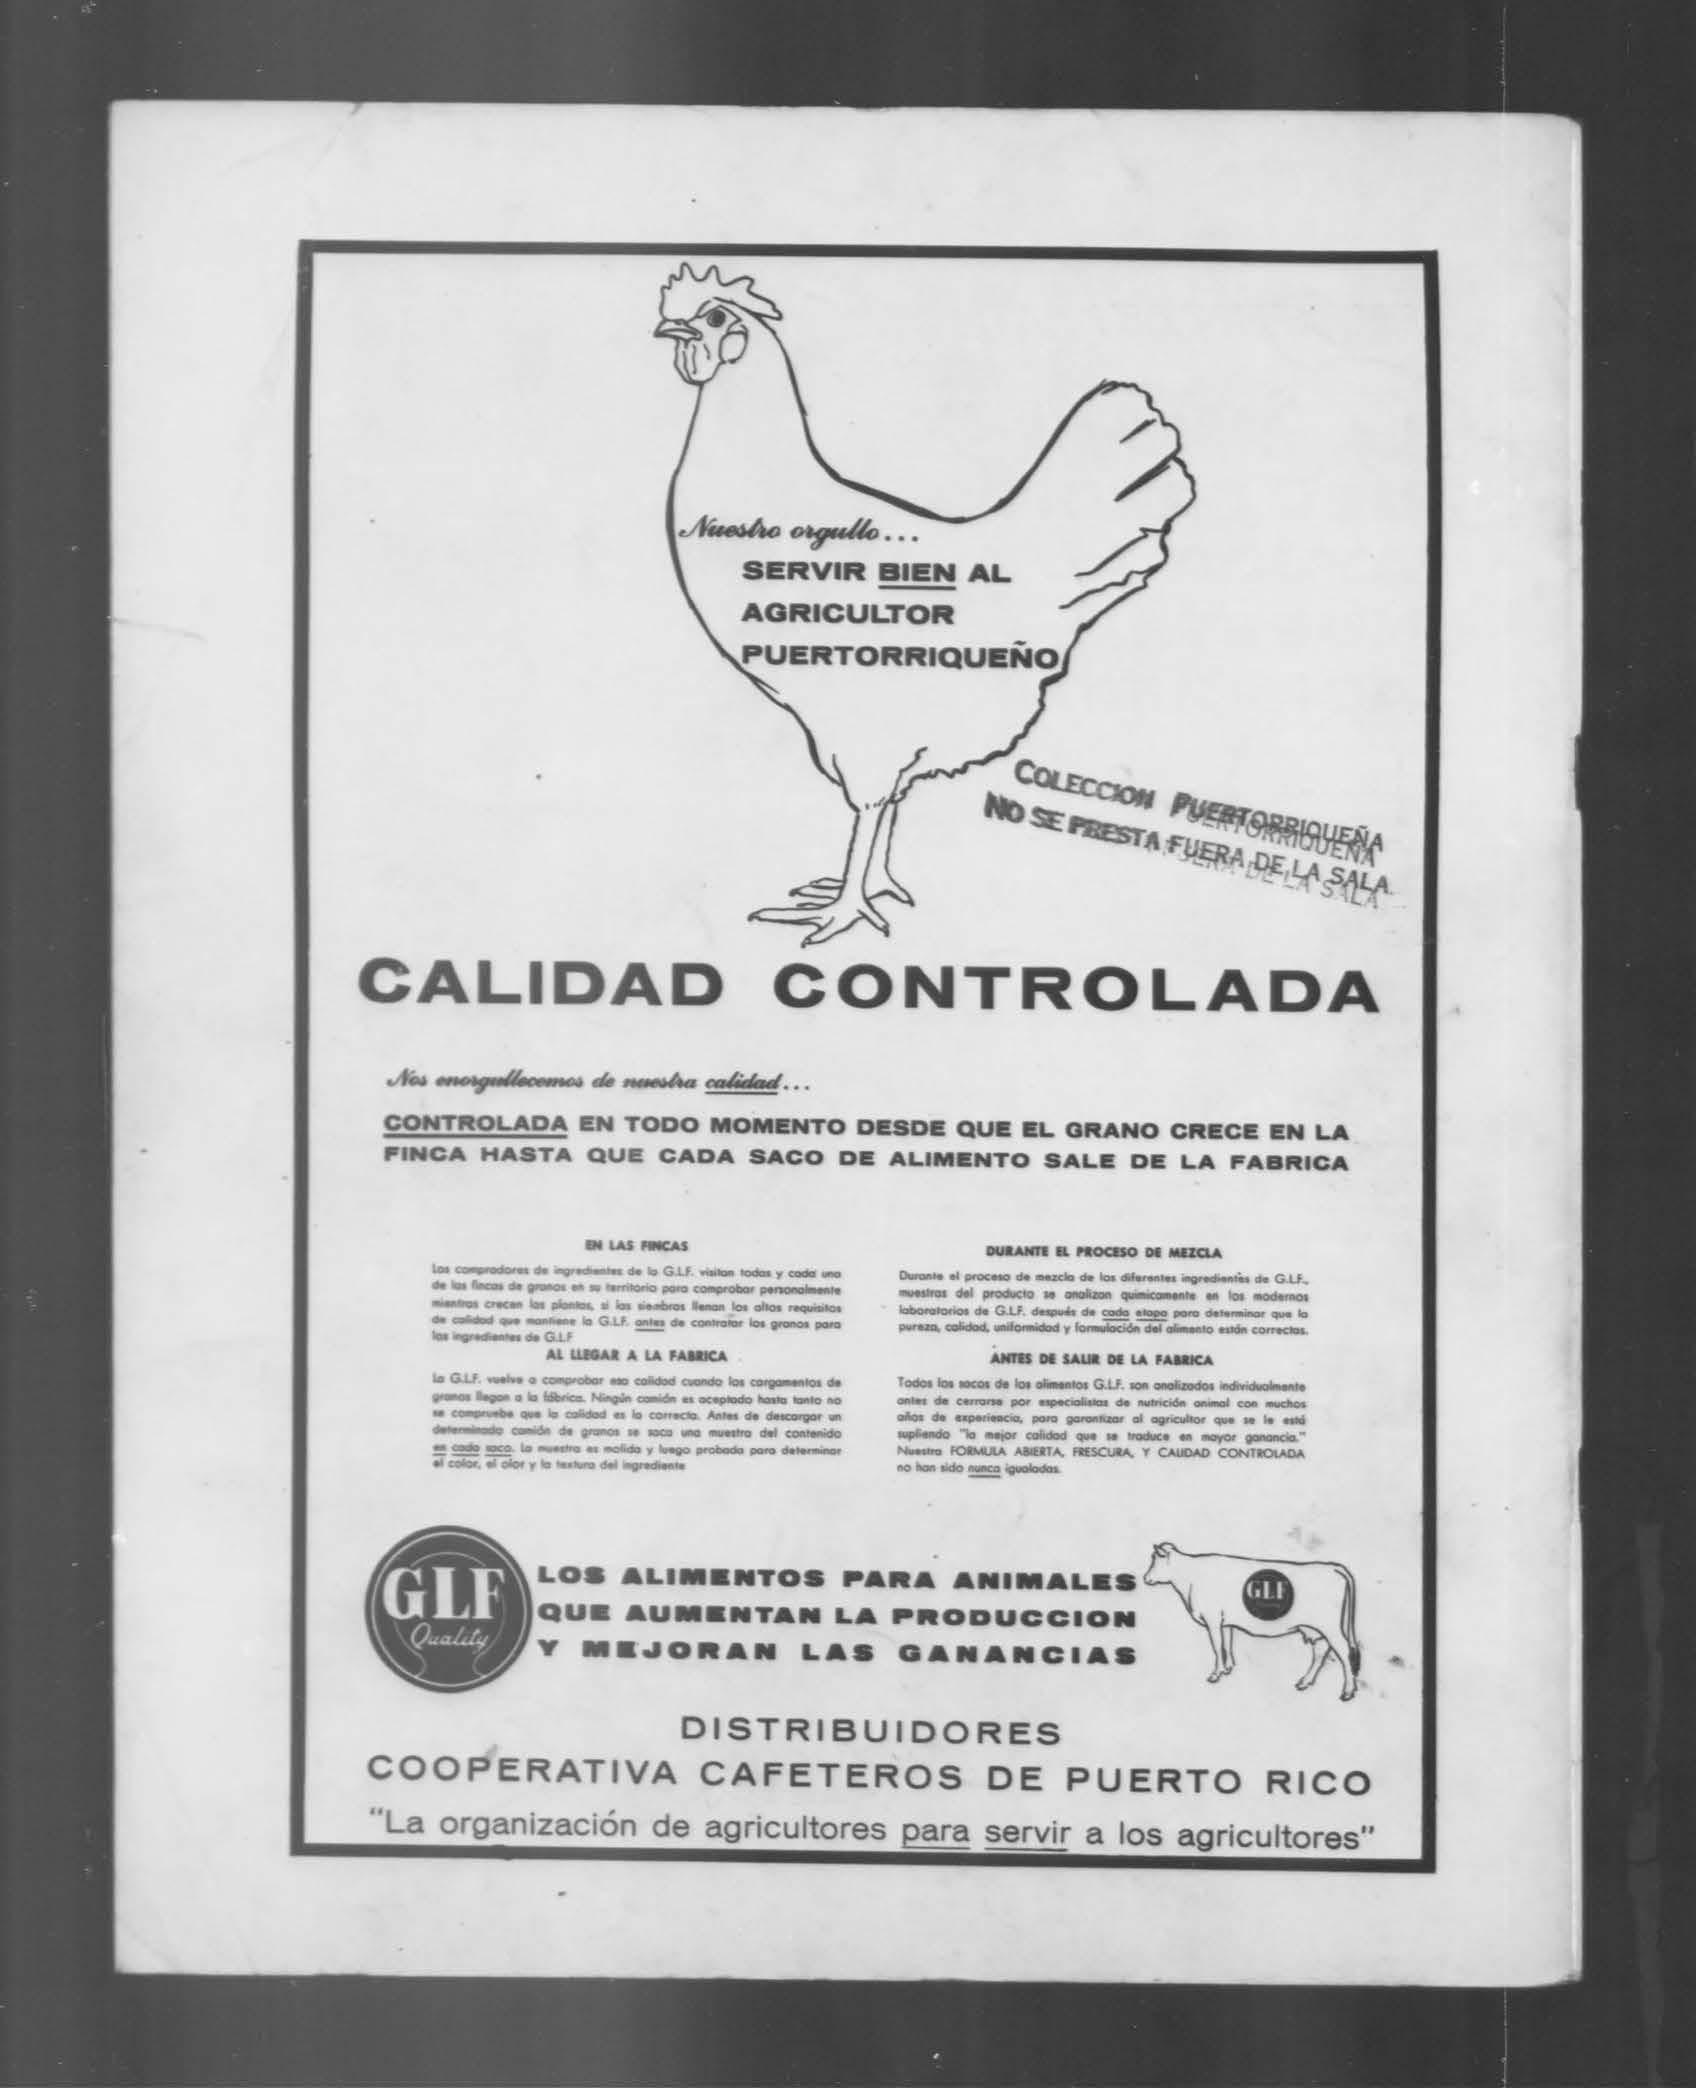 Nuestro orgullo...
SERVIR BIEN AL
AGRICULTOR
PUERTORRIQUEÑO
COLECCION PUERTORRIQUEÑA
NO SE PRESTA FUERA DE LA SALA
CALIDAD CONTROLADA
Nos enorgullecemos de nuestra calidad...
CONTROLADA EN TODO MOMENTO DESDE QUE EL GRANO CRECE EN LA
FINCA HASTA QUE CADA SACO DE ALIMENTO SALE DE LA FABRICA
EN LAS FINCAS
Los compradores de ingredientes de la G.L.F. visitan todas y cada una
de las fincas de granos en su territorio para comprobar personalmente
mientras crecen las plantas, si las siembras llenan los altos requisitos
de calidad que mantiene la G.L.F. antes de contratar los granos para
los ingredientes de G.L.F
AL LLEGAR A LA FABRICA
La G.L.F. vuelve a comprobar esa calidad cuando los cargamentos de
granos llegan a la fábrica. Ningún camión es aceptado hasta tanto no
se compruebe que la calidad es la correcta. Antes de descargar un
determinado camión de granos se saca una muestra del contenido
en cada saco. La muestra es molida y luego probada para determinar
el color, el olor y la textura del ingrediente
DURANTE EL PROCESO DE MEZCLA
Durante el proceso de mezcla de los diferentes ingredientes de G.L.F.,
muestras del producto se analizan quimicamente en los modernos
laboratorios de G.L.F. después de cada etapa para determinar que la
pureza, calidad, uniformidad y formulación del alimento están correctas.
ANTES DE SALIR DE LA FABRICA
Todos los sacos de los alimentos G.L.F. son analizados individualmente
antes de cerrarse por especialistas de nutrición animal con muchos
años de experiencia, para garantizar al agricultor que se le está
supliendo "la mejor calidad que se traduce en mayor ganancia."
Nuestra FORMULA ABIERTA, FRESCURA, Y CALIDAD CONTROLADA
no han sido nunca igualadas.
GLF
Quality
LOS ALIMENTOS PARA ANIMALES
QUE AUMENTAN LA PRODUCCION
Y MEJORAN LAS GANANCIAS
GLF
DISTRIBUIDORES
COOPERATIVA CAFETEROS DE PUERTO RICO
"La organización de agricultores para servir a los agricultores"